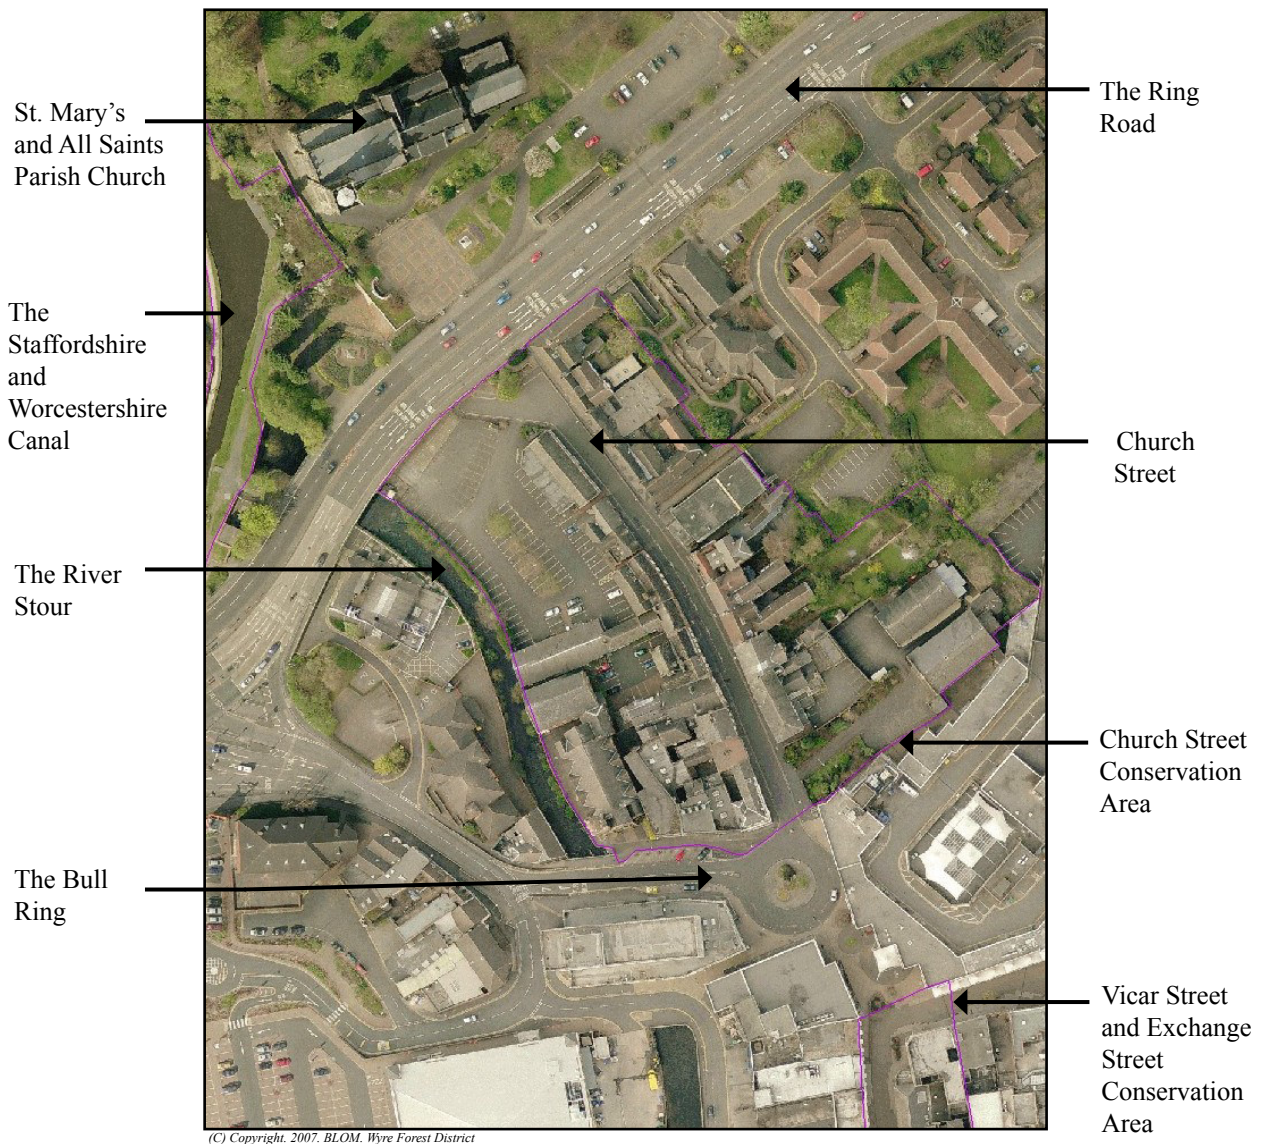 St. Mary's
and All Saints
Parish Church
The
Staffordshire
and
Worcestershire
Canal
The River
Stour
The Bull
Ring
The Ring
Road
Church
Street
Church Street
Conservation
Area
Vicar Street
and Exchange
Street
Conservation
Area
(C) Copyright. 2007. BLOM. Wyre Forest District